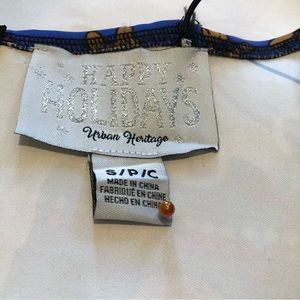 HAPPY
HOLIDAYS
Urban Heritage
S/P/C
MADE IN CHINA
FABRIQUÉ EN CHINE
HECHO EN CHINA